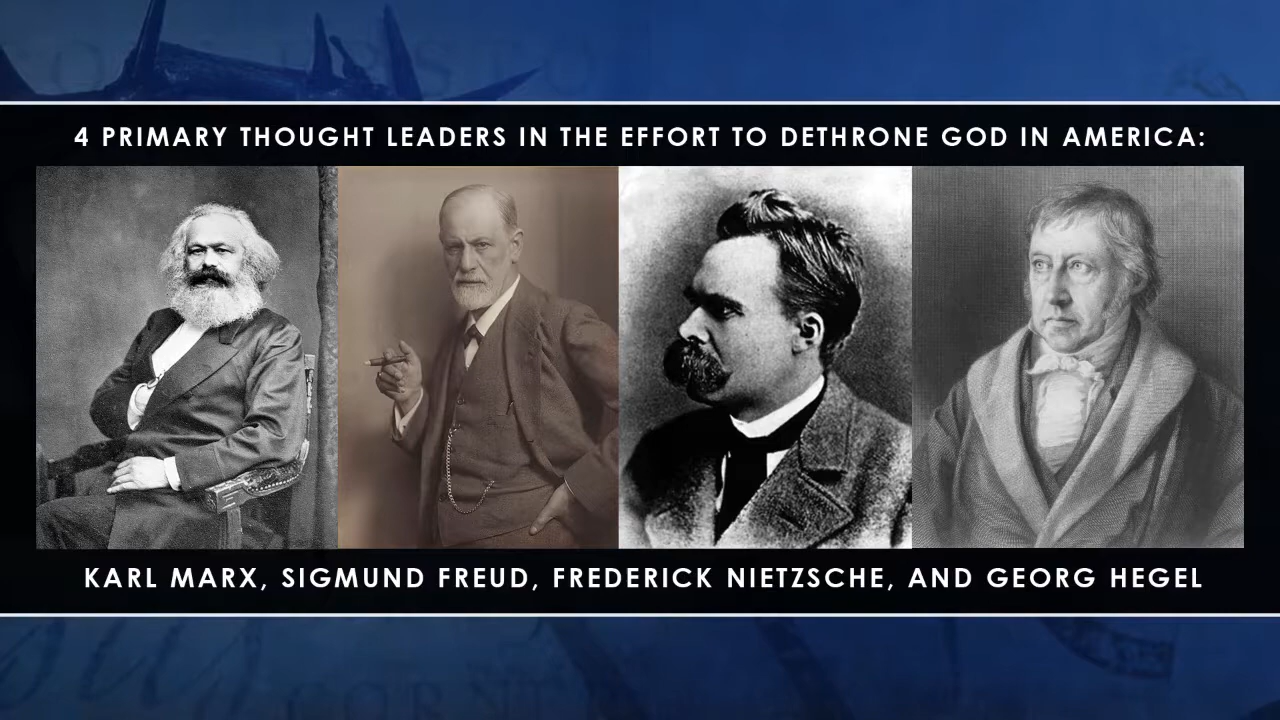 4 PRIMARY THOUGHT LEADERS IN THE EFFORT TO DETHRONE GOD IN AMERICA:
KARL MARX, SIGMUND FREUD, FREDERICK NIETZSCHE, AND GEORG HEGEL